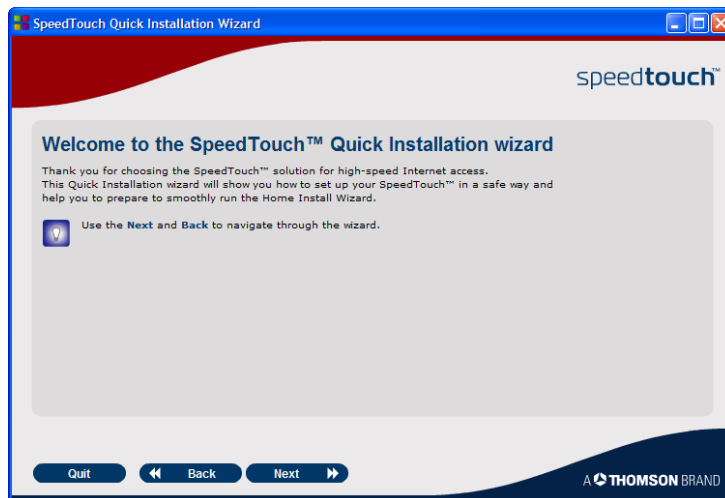 SpeedTouch Quick Installation Wizard
speedtouch™
Welcome to the SpeedTouch™ Quick Installation wizard
Thank you for choosing the SpeedTouch™ solution for high-speed Internet access.
This Quick Installation wizard will show you how to set up your SpeedTouch™ in a safe way and
help you to prepare to smoothly run the Home Install Wizard.
Use the Next and Back to navigate through the wizard.
Quit
Back
Next
A THOMSON BRAND